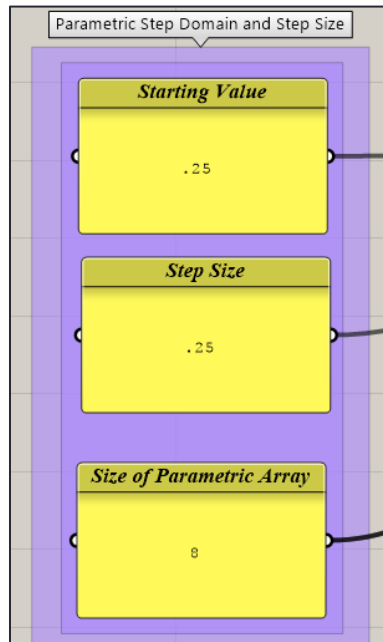 Parametric Step Domain and Step Size
Starting Value
.25
Step Size
.25
Size of Parametric Array
8